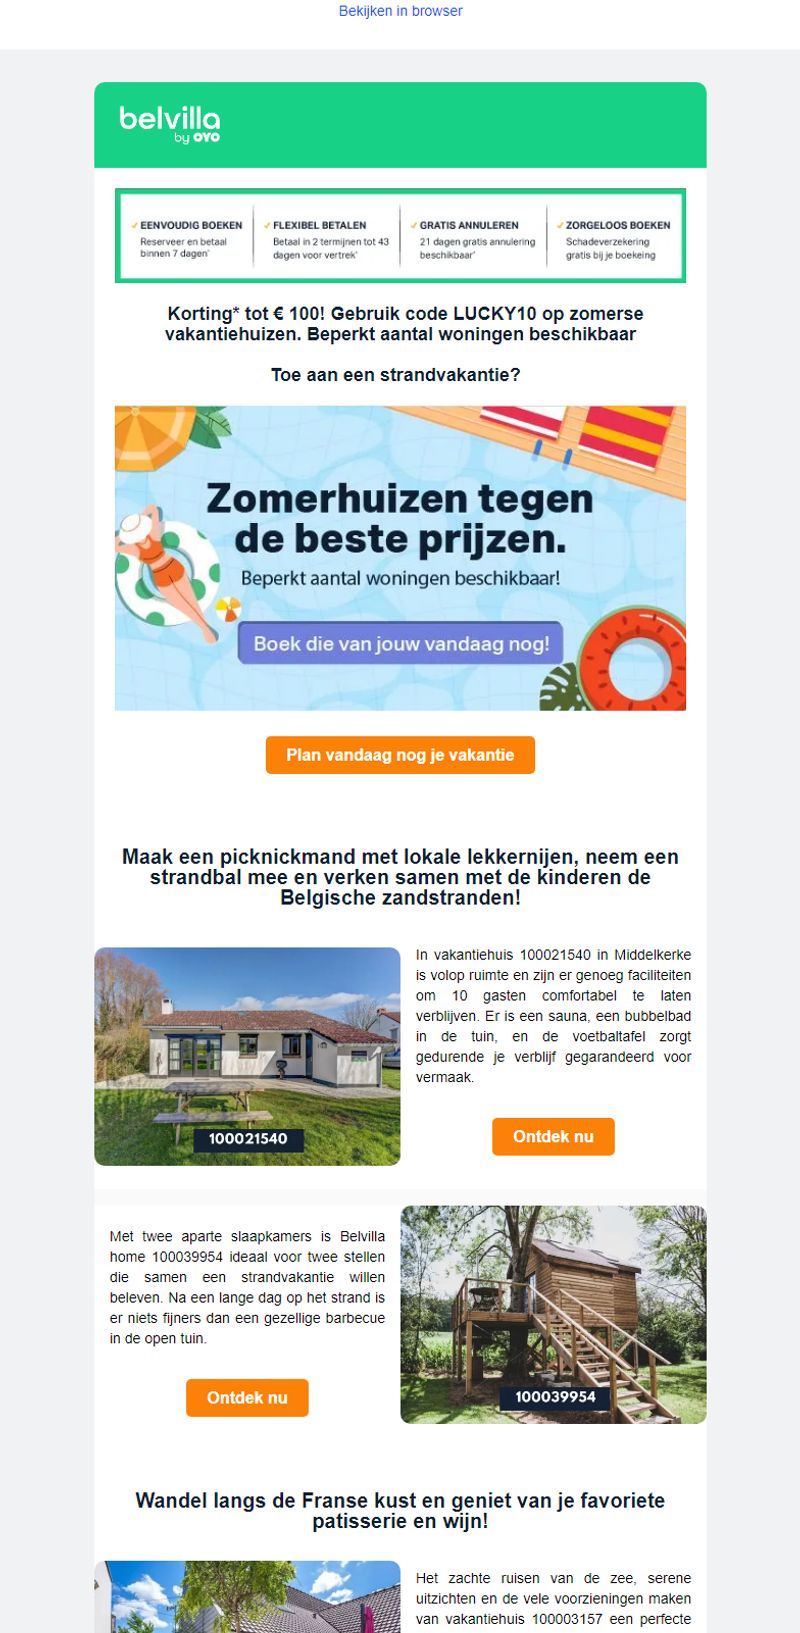 Bekijken in browser
belvilla
by OYO
✓ EENVOUDIG BOEKEN
Reserveer en betaal
binnen 7 dagen*
✓ FLEXIBEL BETALEN
Betaal in 2 termijnen tot 43
dagen voor vertrek*
✓ GRATIS ANNULEREN
21 dagen gratis annulering
beschikbaar*
✓ ZORGELOOS BOEKEN
Schadeverzekering
gratis bij je boekeing
Korting* tot € 100! Gebruik code LUCKY10 op zomerse
vakantiehuizen. Beperkt aantal woningen beschikbaar
Toe aan een strandvakantie?
Zomerhuizen tegen
de beste prijzen.
Beperkt aantal woningen beschikbaar!
Boek die van jouw vandaag nog!
Plan vandaag nog je vakantie
Maak een picknickmand met lokale lekkernijen, neem een
strandbal mee en verken samen met de kinderen de
Belgische zandstranden!
100021540
In vakantiehuis 100021540 in Middelkerke
is volop ruimte en zijn er genoeg faciliteiten
om 10 gasten comfortabel te laten
verblijven. Er is een sauna, een bubbelbad
in de tuin, en de voetbaltafel zorgt
gedurende je verblijf gegarandeerd voor
vermaak.
Ontdek nu
Met twee aparte slaapkamers is Belvilla
home 100039954 ideaal voor twee stellen
die samen een strandvakantie willen
beleven. Na een lange dag op het strand is
er niets fijners dan een gezellige barbecue
in de open tuin.
Ontdek nu
100039954
Wandel langs de Franse kust en geniet van je favoriete
patisserie en wijn!
Het zachte ruisen van de zee, serene
uitzichten en de vele voorzieningen maken
van vakantiehuis 100003157 een perfecte